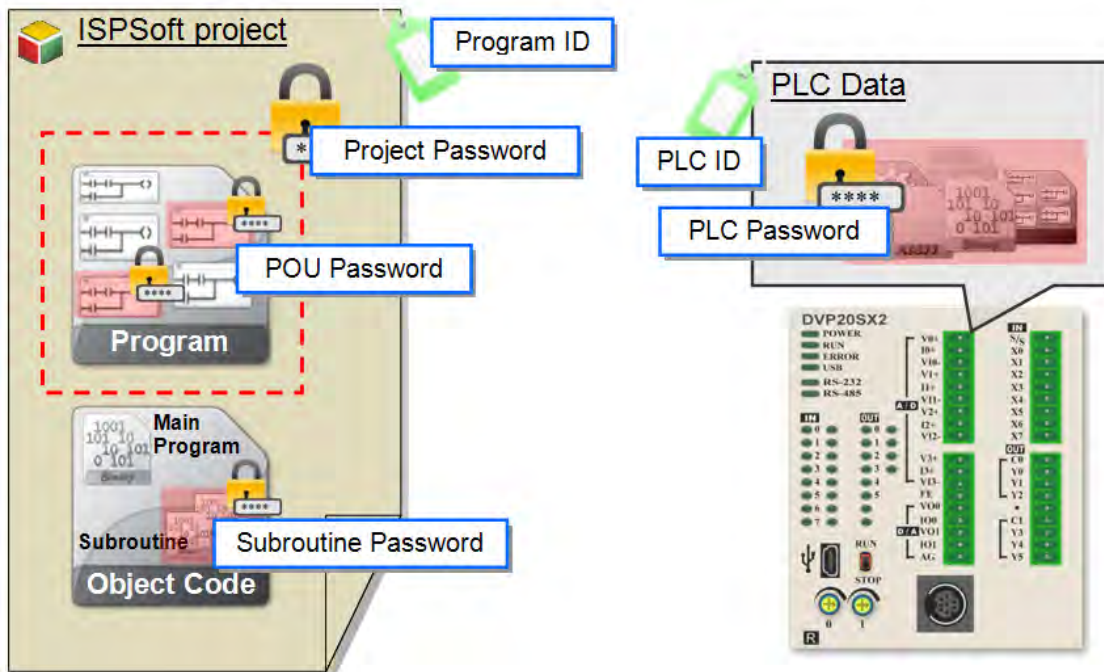 ISPSoft project
Program ID
*
Project Password
****
POU Password
****
Program
1001
101 10
10 101
0 101
Binary
Main
Program
****
Subroutine
Subroutine Password
Object Code
PLC Data
PLC ID
****
1001
101 10
10 101
0 101
PLC Password
DVP20SX2
POWER
RUN
ERROR
USB
RS-232
RS-485
IN
0
1
2
3
4
5
6
7
OUT
0
1
2
3
4
5
A/D
V0+
I0+
VI0-
V1+
I1+
VI1-
V2+
I2+
VI2-
V3+
I3+
VI3-
FE
D/A
VO0
IO0
VO1
IO1
AG
IN
S/S
X0
X1
X2
X3
X4
X5
X6
X7
OUT
C0
Y0
Y1
Y2
•
C1
Y3
Y4
Y5
RUN
STOP
0 1
R